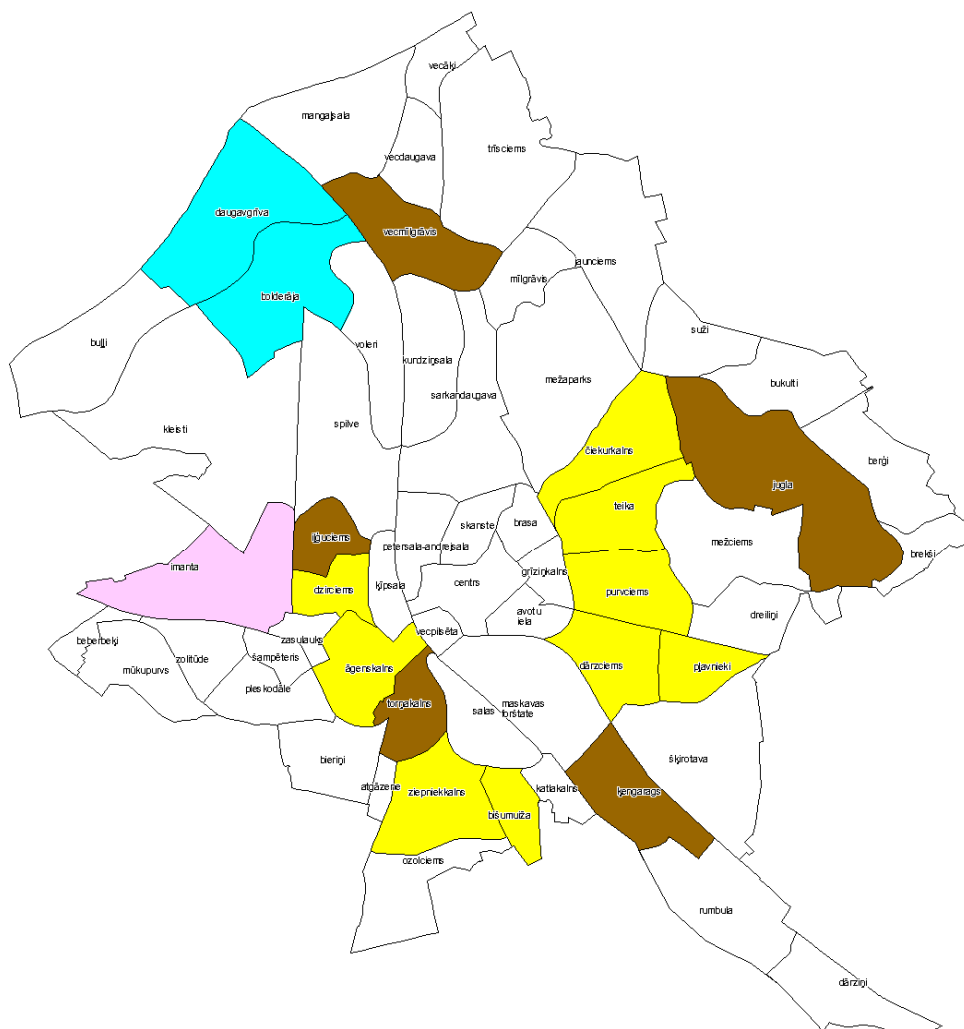 vecāķi
mangaļsala
trīsciems
vecdaugava
daugavgrīva
vecmīlgrāvis
jaunciems
mīlgrāvis
bolderāja
suži
buļļi
voleri
kundziņsala
mežaparks
bukulti
sarkandaugava
kleisti
spilve
čiekurkalns
berģi
jugla
teika
skanste
brasa
iļģuciems
pētersala-andrejsala
mežciems
brekši
imanta
grīziņkalns
dzirciems
ķīpsala
centrs
purvciems
avotu
iela
dreiliņi
vecpilsēta
beberbeķi
zasulauks
zolitūde
šampēteris
mūkupurvs
āgenskalns
dārzciems
pļavnieki
pleskodāle
torņakalns
salas
maskavas
forštate
bieriņi
šķirotava
atgāzene
ziepniekkalns
katlakalns
ķengarags
bišumuiža
ozolciems
rumbula
dārziņi